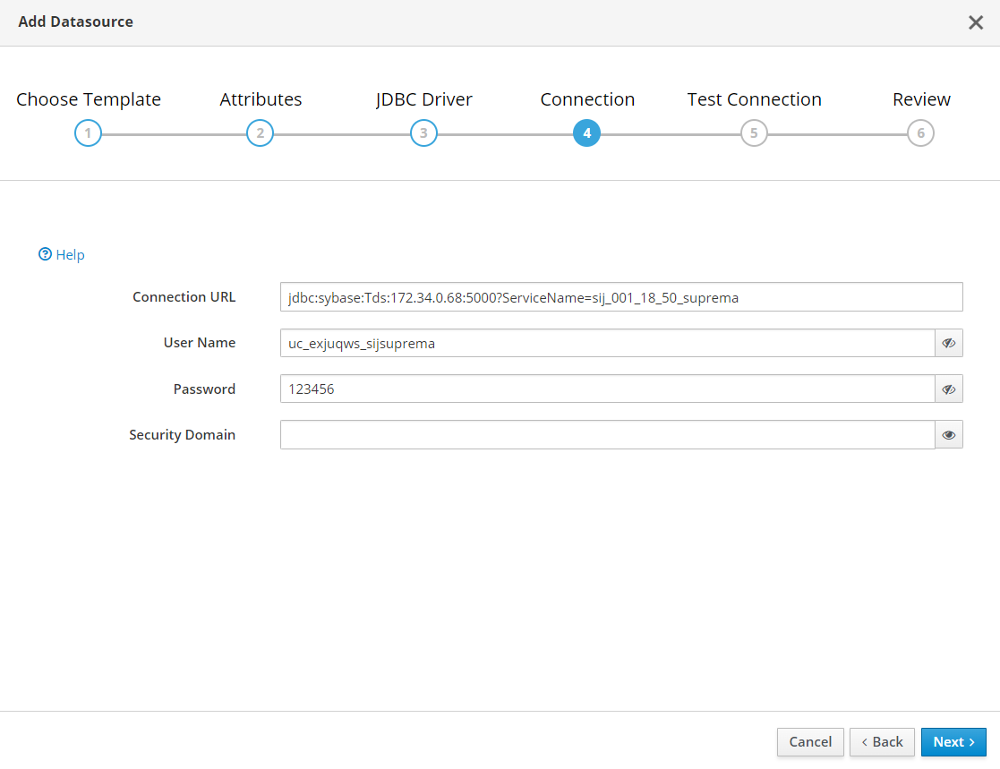 Add Datasource
Choose Template Attributes JDBC Driver Connection Test Connection Review
1 2 3 4 5 6
Help
Connection URL jdbc:sybase:Tds:172.34.0.68:5000?ServiceName=sij_001_18_50_suprema
User Name uc_exjuqws_sijsuprema
Password 123456
Security Domain
Cancel Back Next